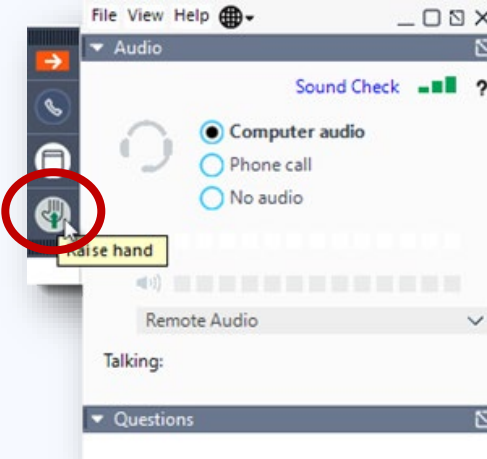 File View Help
Audio
Sound Check ?
Computer audio
Phone call
No audio
Raise hand
Remote Audio
Talking:
Questions